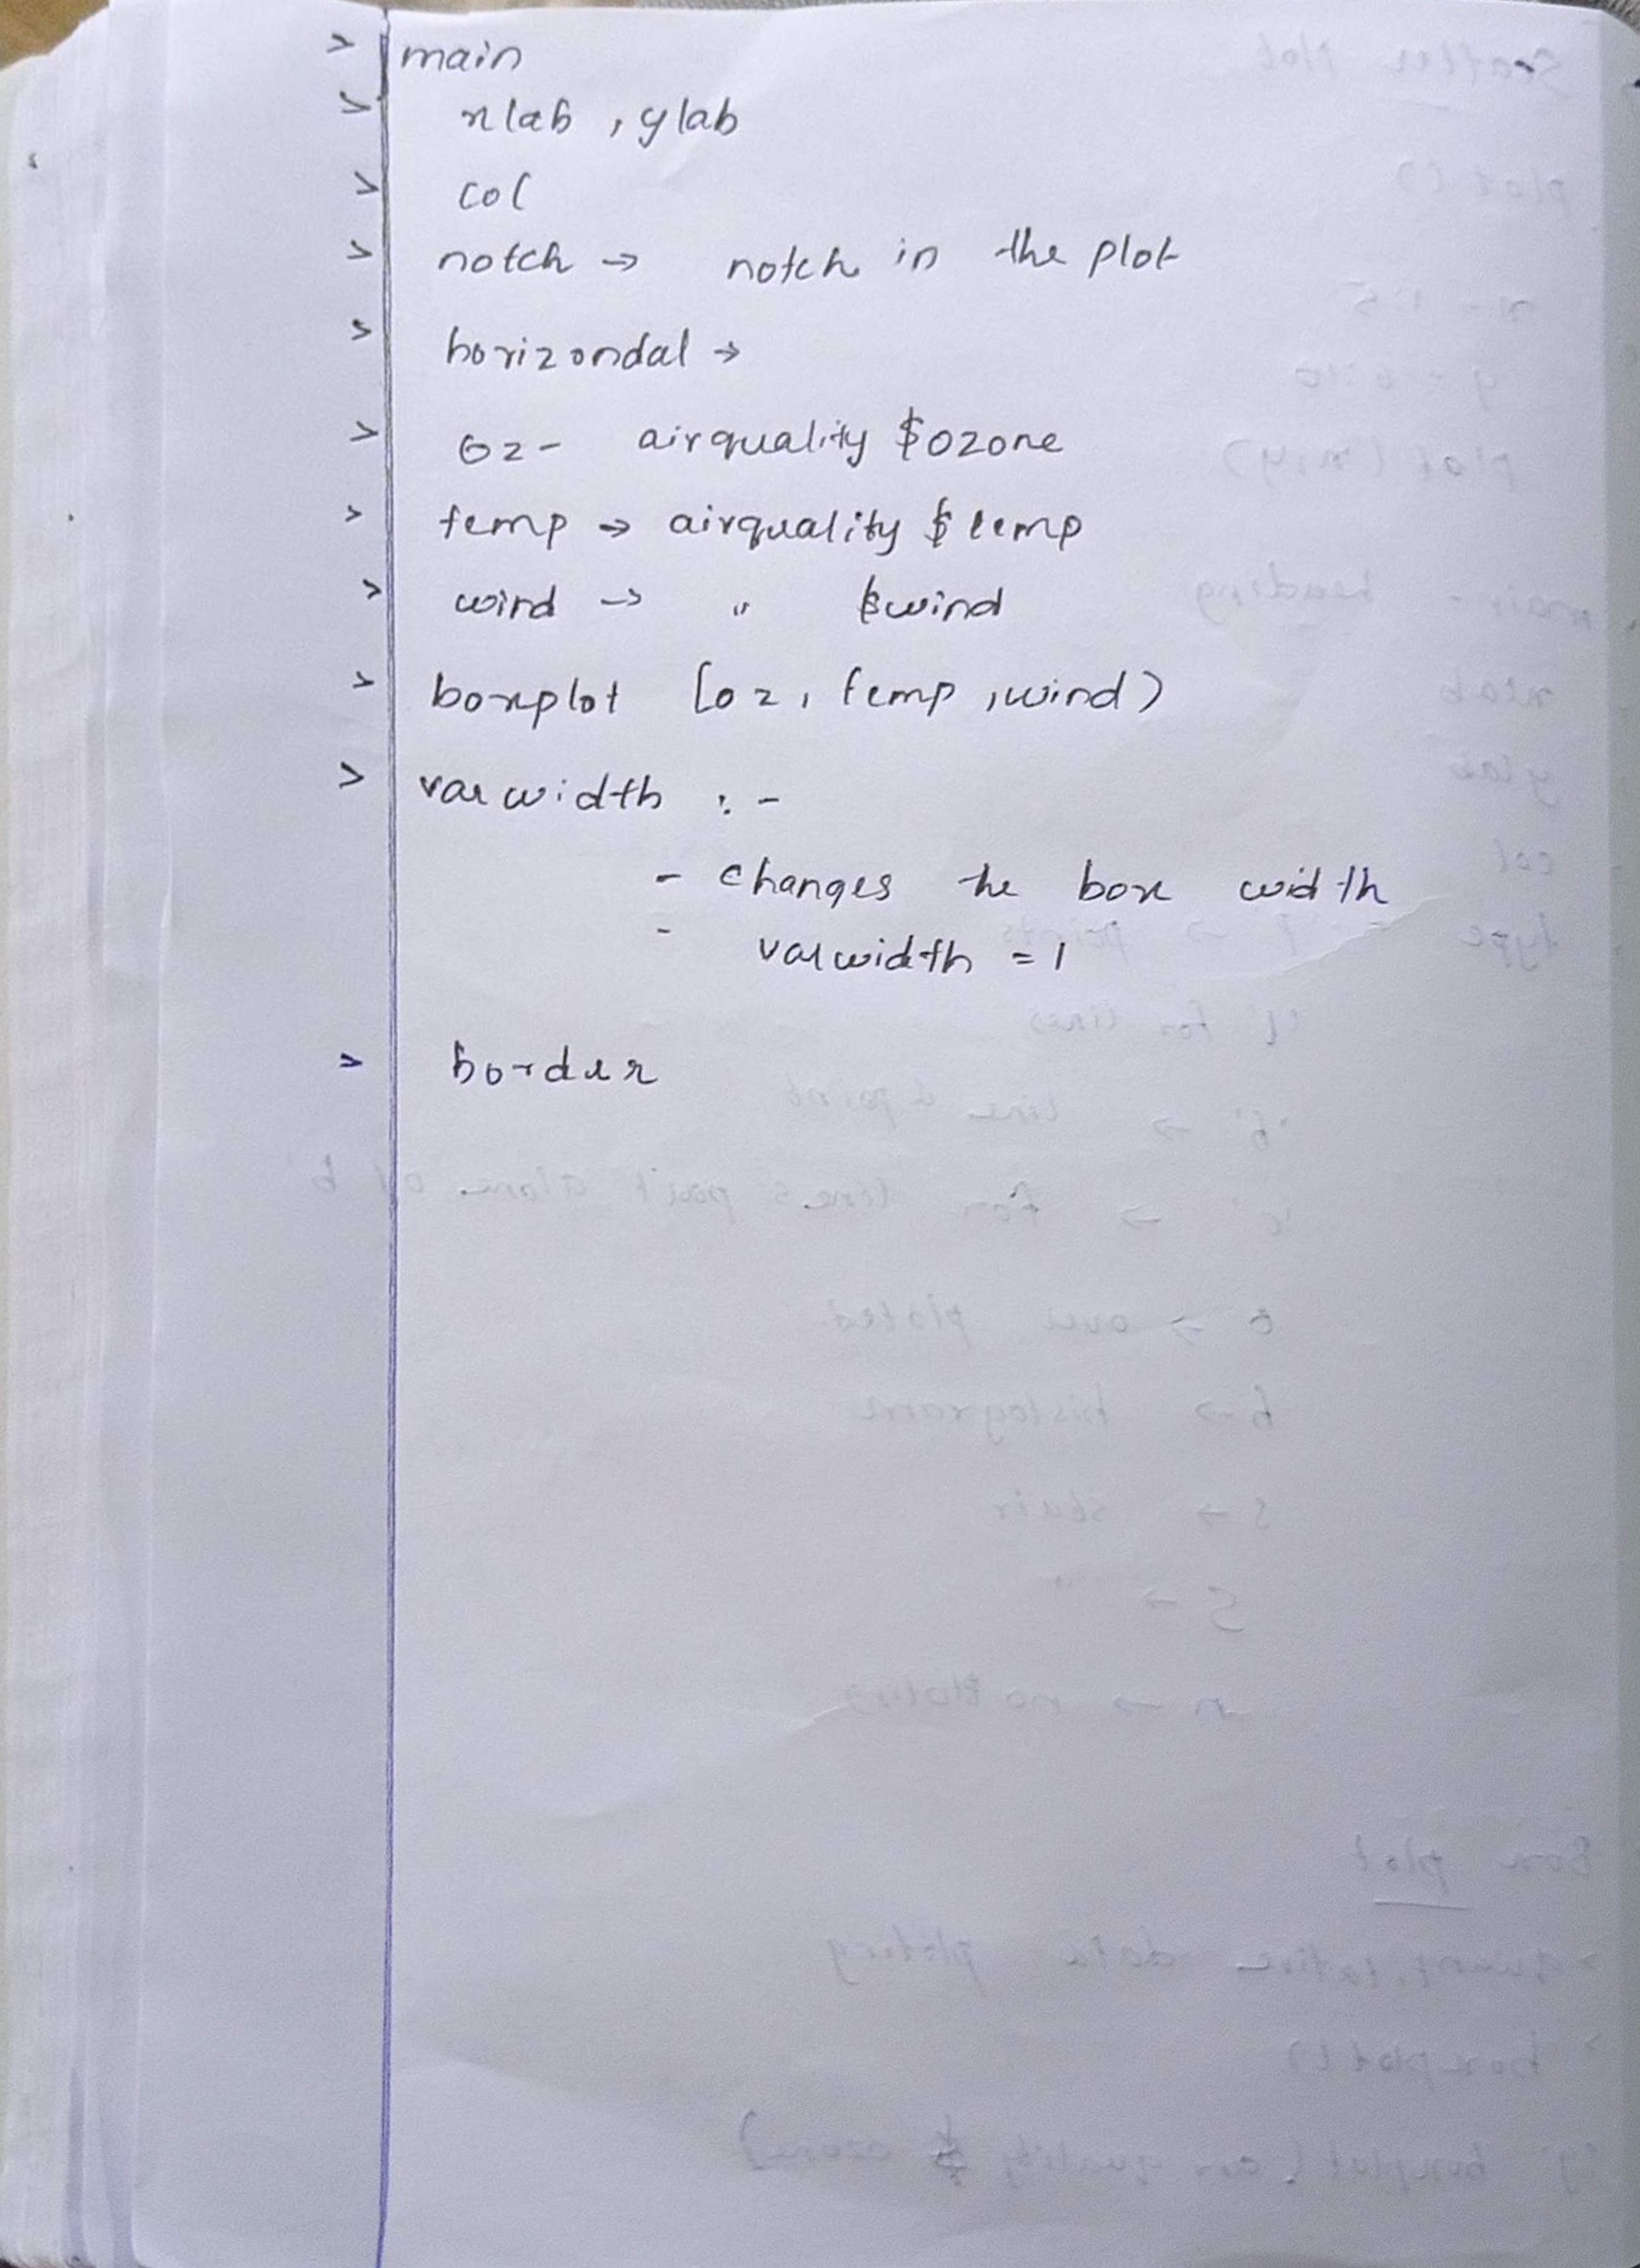 > main
> xlab , ylab
> col
> notch → notch in the plot
> horizondal →
> oz - airquality $ozone
> temp → airquality $temp
> wind → " $wind
> boxplot (oz, temp, wind)
> varwidth : -
- changes the box width
- varwidth = 1
> border